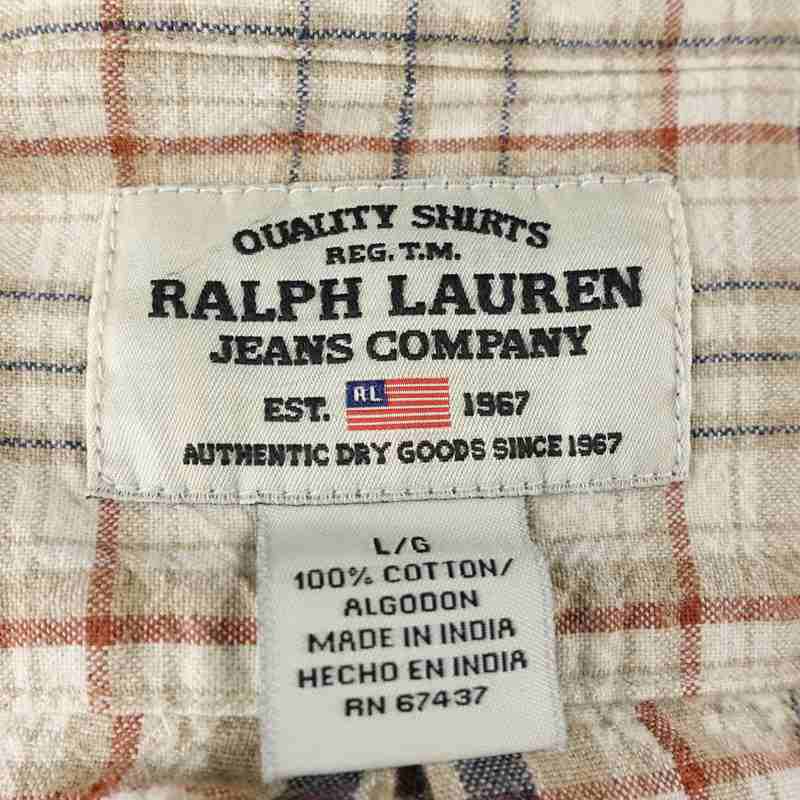 QUALITY SHIRTS
REG. T.M.
RALPH LAUREN
JEANS COMPANY
EST. RL 1967
AUTHENTIC DRY GOODS SINCE 1967
L/G
100% COTTON/
ALGODON
MADE IN INDIA
HECHO EN INDIA
RN 67437